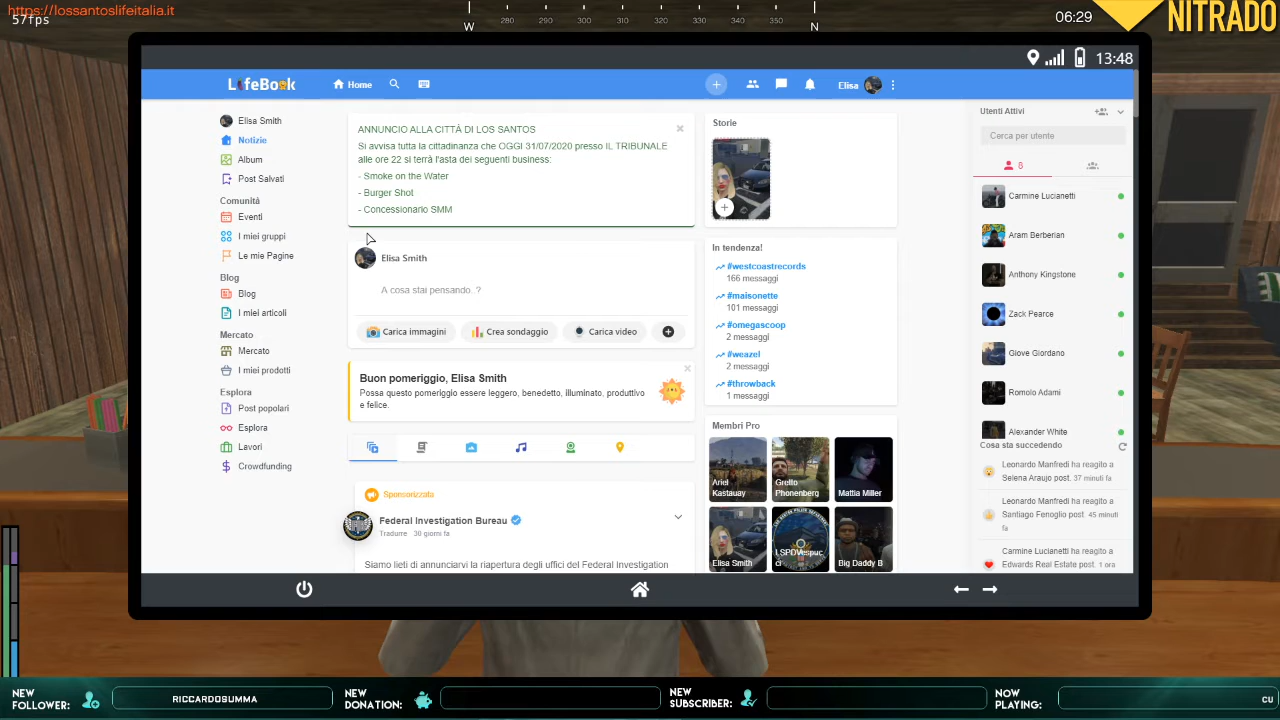 https://lossantoslifeitalia.it
57fps
W
280
290
300
310
320
330
340
350
N
06:29
NITRADO
13:48
LifeBook
Home
Elisa
Elisa Smith
Notizie
Album
Post Salvati
Comunità
Eventi
I miei gruppi
Le mie Pagine
Blog
Blog
I miei articoli
Mercato
Mercato
I miei prodotti
Esplora
Post popolari
Esplora
Lavori
Crowdfunding
ANNUNCIO ALLA CITTÀ DI LOS SANTOS
Si avvisa tutta la cittadinanza che OGGI 31/07/2020 presso IL TRIBUNALE
alle ore 22 si terrà l'asta dei seguenti business:
- Smoke on the Water
- Burger Shot
- Concessionario SMM
Elisa Smith
A cosa stai pensando. ?
Carica immagini
Crea sondaggio
Carica video
Buon pomeriggio, Elisa Smith
Possa questo pomeriggio essere leggero, benedetto, illuminato, produttivo
e felice.
Sponsorizzata
Federal Investigation Bureau
Tradurre 30 giorni fa
Siamo lieti di annunciarvi la riapertura degli uffici del Federal Investigation
Storie
In tendenza!
#westcoastrecords
166 messaggi
#maisonette
101 messaggi
#omegascoop
2 messaggi
#weazel
2 messaggi
#throwback
1 messaggi
Membri Pro
Ariel
Kastauay
Gretto
Phonenberg
Mattia Miller
Elisa Smith
LSPDVespuc
ci
Big Daddy B
Utenti Attivi
Cerca per utente
8
Carmine Lucianetti
Aram Berberian
Anthony Kingstone
Zack Pearce
Giove Giordano
Romolo Adami
Alexander White
Cosa sta succedendo
Leonardo Manfredi ha reagito a
Selena Araujo post. 37 minuti fa
Leonardo Manfredi ha reagito a
Santiago Fenoglio post. 45 minuti
fa
Carmine Lucianetti ha reagito a
Edwards Real Estate post. 1 ora
NEW
FOLLOWER:
RICCARDOSUMMA
NEW
DONATION:
NEW
SUBSCRIBER:
NOW
PLAYING:
CU